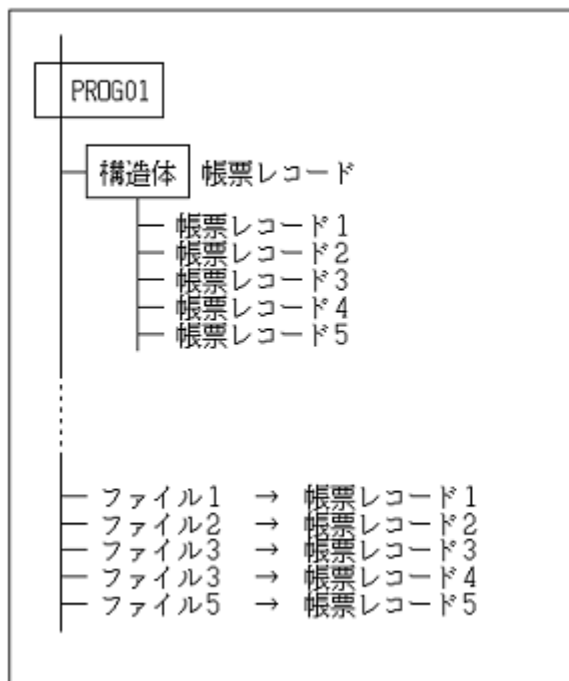 PROG01
構造体 帳票レコード
帳票レコード1
帳票レコード2
帳票レコード3
帳票レコード4
帳票レコード5
ファイル1 → 帳票レコード1
ファイル2 → 帳票レコード2
ファイル3 → 帳票レコード3
ファイル3 → 帳票レコード4
ファイル5 → 帳票レコード5